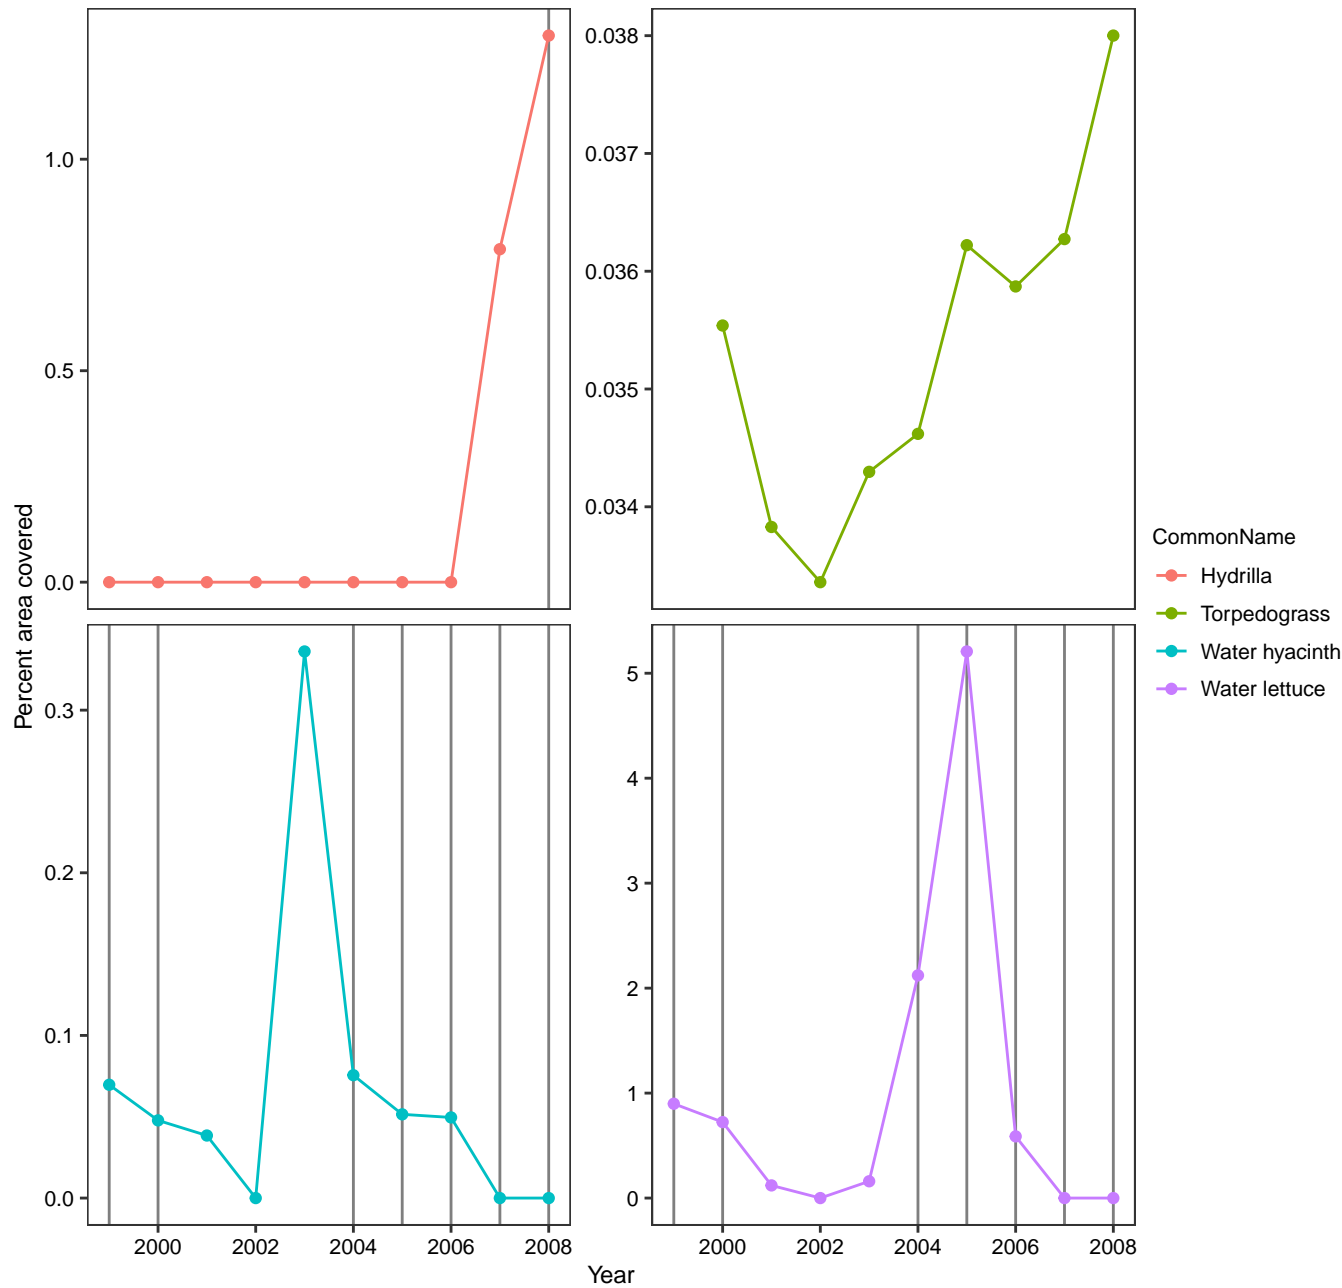 1.0
0.5
0.0
0.038
0.037
0.036
0.035
0.034
0.3
0.2
0.1
0.0
5
4
3
2
1
0
2000 2002 2004 2006 2008
2000 2002 2004 2006 2008
Year
Percent area covered
CommonName
Hydrilla
Torpedograss
Water hyacinth
Water lettuce